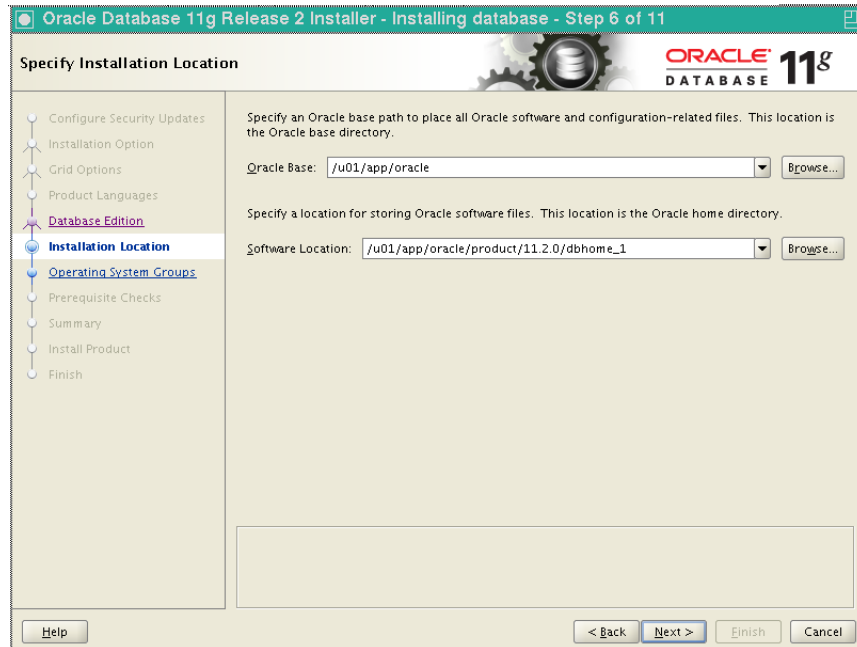 Oracle Database 11g Release 2 Installer - Installing database - Step 6 of 11
Specify Installation Location
ORACLE
DATABASE 11g
Configure Security Updates
Installation Option
Grid Options
Product Languages
Database Edition
Installation Location
Operating System Groups
Prerequisite Checks
Summary
Install Product
Finish
Specify an Oracle base path to place all Oracle software and configuration-related files. This location is
the Oracle base directory.
Oracle Base: /u01/app/oracle Browse...
Specify a location for storing Oracle software files. This location is the Oracle home directory.
Software Location: /u01/app/oracle/product/11.2.0/dbhome_1 Browse...
Help < Back Next > Finish Cancel